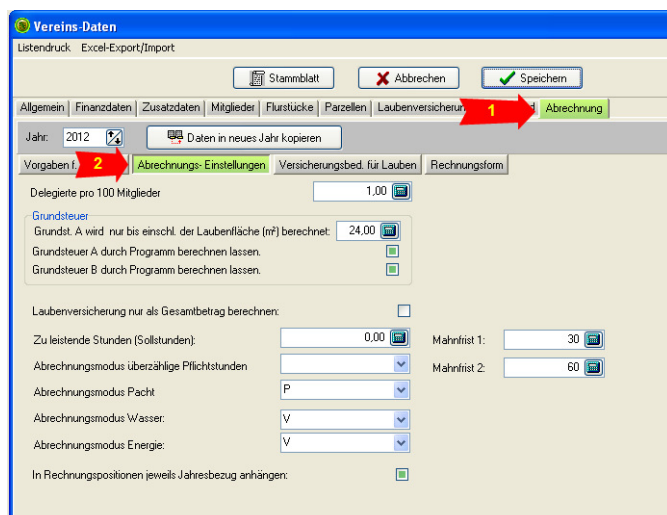 Vereins-Daten
Listendruck Excel-Export/Import
Stammblatt Abbrechen Speichern
Allgemein Finanzdaten Zusatzdaten Mitglieder Flurstücke Parzellen Laubenversicherun 1 d Abrechnung
Jahr: 2012 Daten in neues Jahr kopieren
Vorgaben f. 2 Abrechnungs- Einstellungen Versicherungsbed. für Lauben Rechnungsform
Delegierte pro 100 Mitglieder 1,00
Grundsteuer
Grundst. A wird nur bis einschl. der Laubenfläche (m²) berechnet: 24,00
Grundsteuer A durch Programm berechnen lassen.
Grundsteuer B durch Programm berechnen lassen.
Laubenversicherung nur als Gesamtbetrag berechnen:
Zu leistende Stunden (Sollstunden): 0,00 Mahnfrist 1: 30
Abrechnungsmodus überzählige Pflichtstunden Mahnfrist 2: 60
Abrechnungsmodus Pacht P
Abrechnungsmodus Wasser: V
Abrechnungsmodus Energie: V
In Rechnungspositionen jeweils Jahresbezug anhängen: